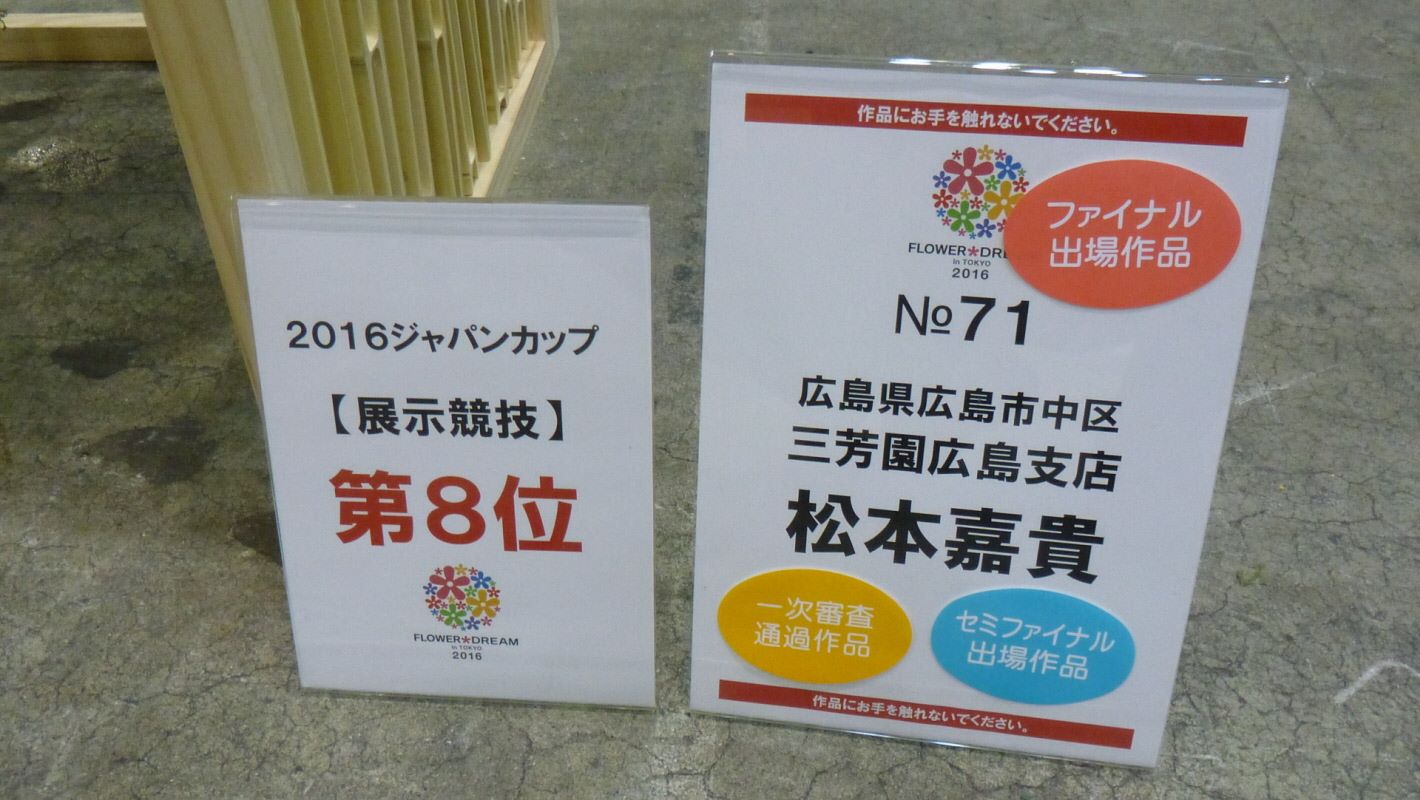 2016ジャパンカップ
【展示競技】
第8位
FLOWER*DREAM
in TOKYO
2016
作品にお手を触れないでください。
FLOWER*DRE
in TOKYO
2016
ファイナル
出場作品
№71
広島県広島市中区
三芳園広島支店
松本嘉貴
一次審査
通過作品
セミファイナル
出場作品
作品にお手を触れないでください。